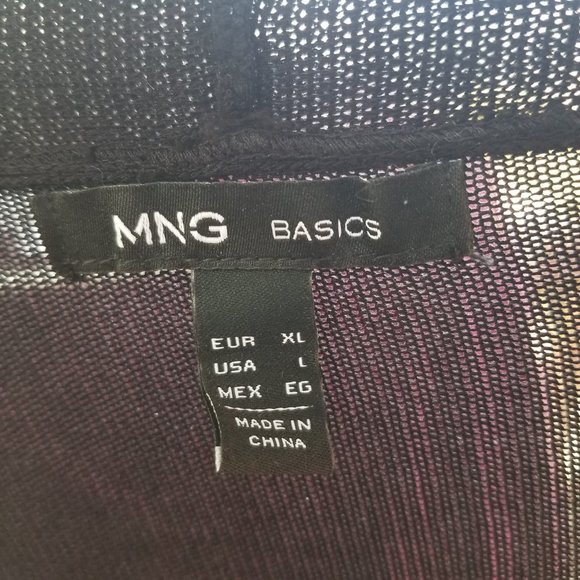 MNG BASICS
EUR XL
USA L
MEX EG
MADE IN
CHINA